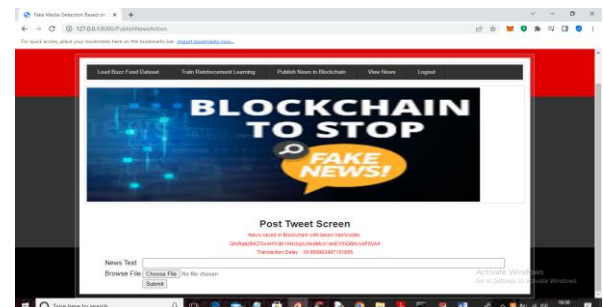 Fake Media Detection Based on
127.0.0.1:8000/PublishNewsAction
For quick access, place your bookmarks here on the bookmarks bar. Import bookmarks now...
Load Buzz Feed Dataset Train Reinforcement Learning Publish News in Blockchain View News Logout
BLOCKCHAIN
TO STOP
FAKE
NEWS!
Post Tweet Screen
News saved in Blockchain with below hashcodes.
Transaction Delay :
News Text
Browse File Choose File No file chosen
Submit
Activate Windows
Go to Settings to activate Windows.
Type here to search